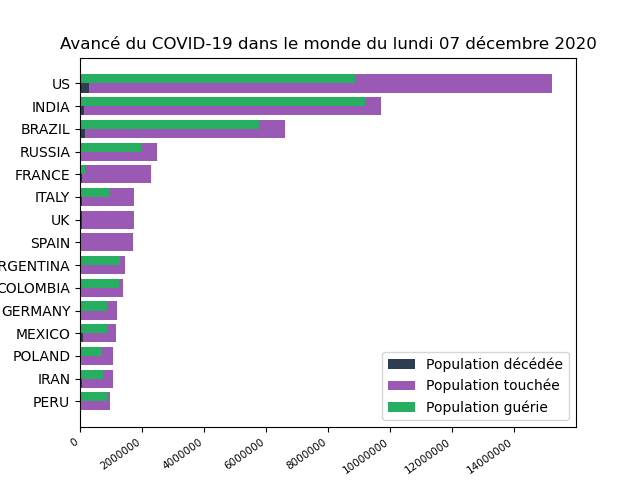 Avancé du COVID-19 dans le monde du lundi 07 décembre 2020
US
INDIA
BRAZIL
RUSSIA
FRANCE
ITALY
UK
SPAIN
RGENTINA
COLOMBIA
GERMANY
MEXICO
POLAND
IRAN
PERU
Population décédée
Population touchée
Population guérie
0 2000000 4000000 6000000 8000000 10000000 12000000 14000000